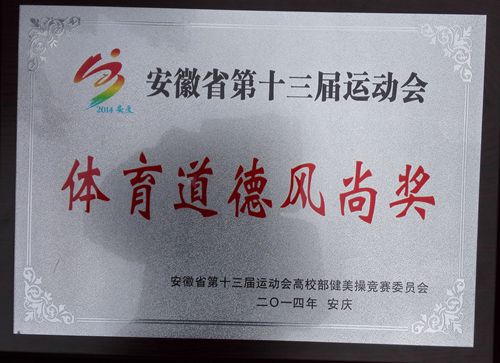 安徽省第十三届运动会
2014 安庆
体育道德风尚奖
安徽省第十三届运动会高校部健美操竞赛委员会
二〇一四年 安庆